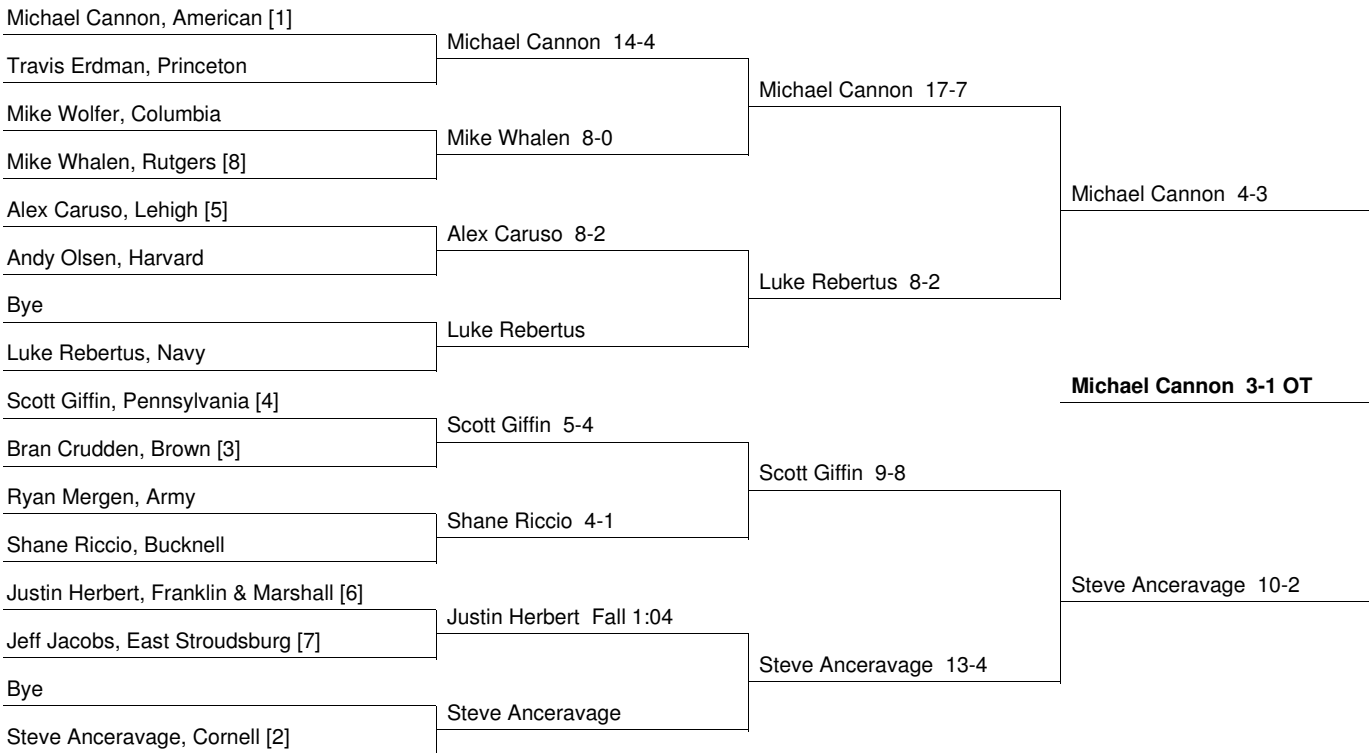 Michael Cannon, American [1]
Travis Erdman, Princeton
Mike Wolfer, Columbia
Mike Whalen, Rutgers [8]
Alex Caruso, Lehigh [5]
Andy Olsen, Harvard
Bye
Luke Rebertus, Navy
Scott Giffin, Pennsylvania [4]
Bran Crudden, Brown [3]
Ryan Mergen, Army
Shane Riccio, Bucknell
Justin Herbert, Franklin & Marshall [6]
Jeff Jacobs, East Stroudsburg [7]
Bye
Steve Anceravage, Cornell [2]
Michael Cannon 14-4
Mike Whalen 8-0
Alex Caruso 8-2
Luke Rebertus
Scott Giffin 5-4
Shane Riccio 4-1
Justin Herbert Fall 1:04
Steve Anceravage
Michael Cannon 17-7
Luke Rebertus 8-2
Scott Giffin 9-8
Steve Anceravage 13-4
Michael Cannon 4-3
Michael Cannon 3-1 OT
Steve Anceravage 10-2